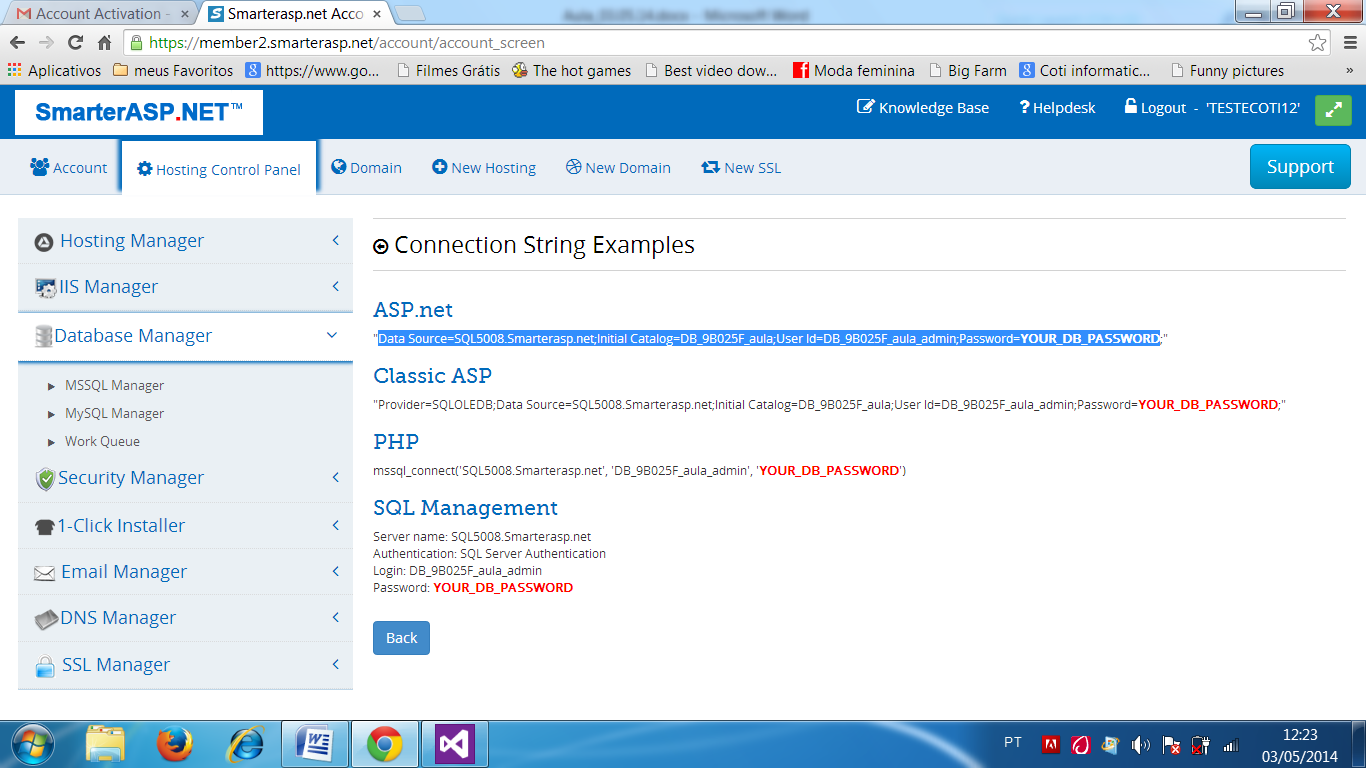 Account Activation -
Smarterasp.net Acco
Aula_03.05.14.docx - Microsoft Word
https://member2.smarterasp.net/account/account_screen
Aplicativos
meus Favoritos
https://www.go...
Filmes Grátis
The hot games
Best video dow...
Moda feminina
Big Farm
Coti informatic...
Funny pictures
»
SmarterASP.NET™
Knowledge Base
Helpdesk
Logout - 'TESTECOTI12'
Account
Hosting Control Panel
Domain
New Hosting
New Domain
New SSL
Support
Hosting Manager
IIS Manager
Database Manager
MSSQL Manager
MySQL Manager
Work Queue
Security Manager
1-Click Installer
Email Manager
DNS Manager
SSL Manager
Connection String Examples
ASP.net
"Data Source=SQL5008.Smarterasp.net;Initial Catalog=DB_9B025F_aula;User Id=DB_9B025F_aula_admin;Password=YOUR_DB_PASSWORD;"
Classic ASP
"Provider=SQLOLEDB;Data Source=SQL5008.Smarterasp.net;Initial Catalog=DB_9B025F_aula;User Id=DB_9B025F_aula_admin;Password=YOUR_DB_PASSWORD;"
PHP
mssql_connect('SQL5008.Smarterasp.net', 'DB_9B025F_aula_admin', 'YOUR_DB_PASSWORD')
SQL Management
Server name: SQL5008.Smarterasp.net
Authentication: SQL Server Authentication
Login: DB_9B025F_aula_admin
Password: YOUR_DB_PASSWORD
Back
PT
12:23
03/05/2014